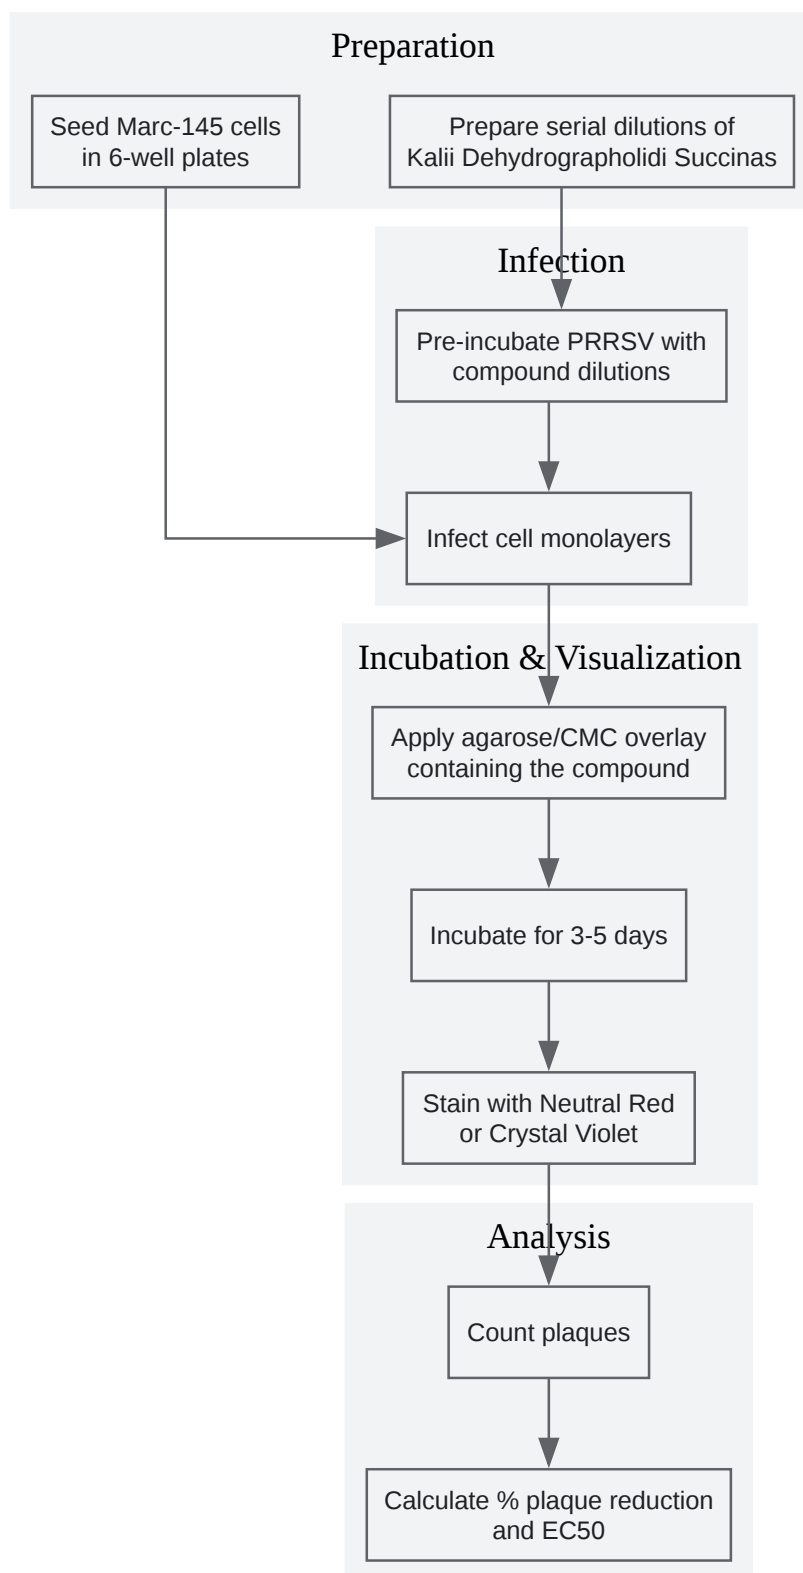 Preparation
Seed Marc-145 cells
in 6-well plates
Prepare serial dilutions of
Kalii Dehydrographolidi Succinas
Infection
Pre-incubate PRRSV with
compound dilutions
Infect cell monolayers
Incubation & Visualization
Apply agarose/CMC overlay
containing the compound
Incubate for 3-5 days
Stain with Neutral Red
or Crystal Violet
Analysis
Count plaques
Calculate % plaque reduction
and EC50